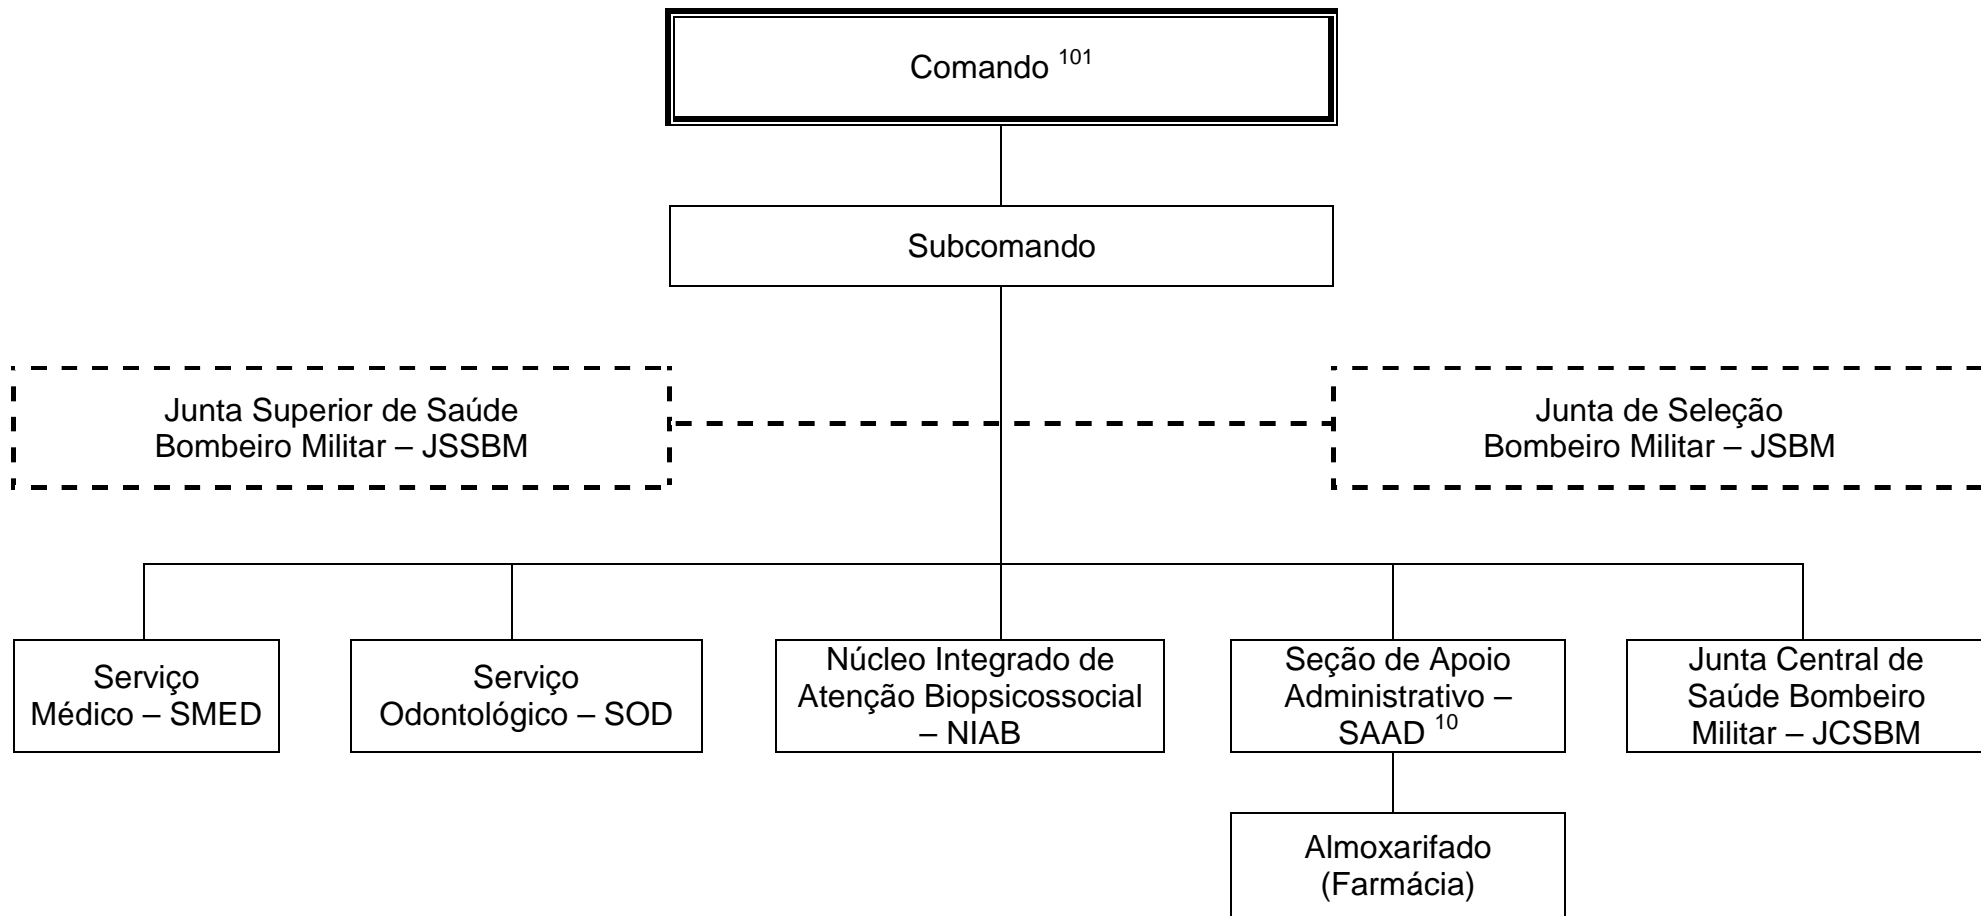 Comando 101
Subcomando
Junta Superior de Saúde
Bombeiro Militar – JSSBM
Junta de Seleção
Bombeiro Militar – JSBM
Serviço
Médico – SMED
Serviço
Odontológico – SOD
Núcleo Integrado de
Atenção Biopsicossocial
– NIAB
Seção de Apoio
Administrativo –
SAAD 10
Junta Central de
Saúde Bombeiro
Militar – JCSBM
Almoxarifado
(Farmácia)